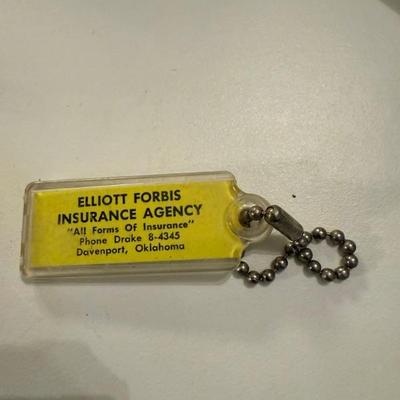 ELLIOTT FORBIS
INSURANCE AGENCY
"All Forms Of Insurance"
Phone Drake 8-4345
Davenport, Oklahoma